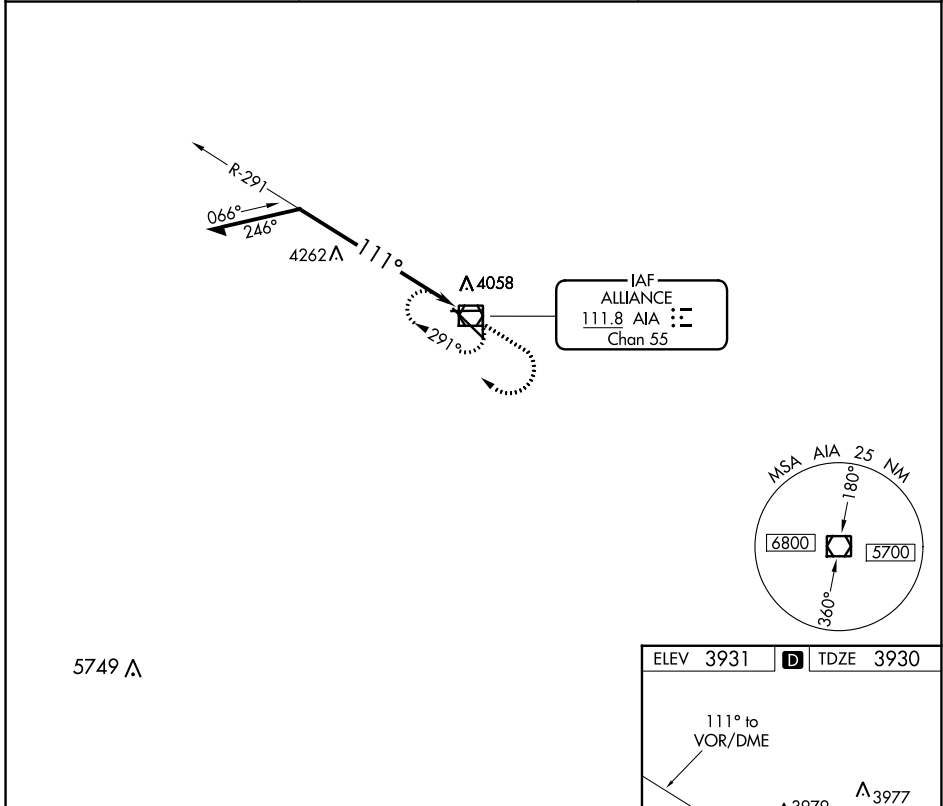 R-291
066°
246°
4262
111°
4058
IAF
ALLIANCE
111.8 AIA
Chan 55
291°
MSA AIA 25 NM
180°
6800
5700
360°
5749
ELEV 3931 D TDZE 3930
111° to
VOR/DME
3977
3979